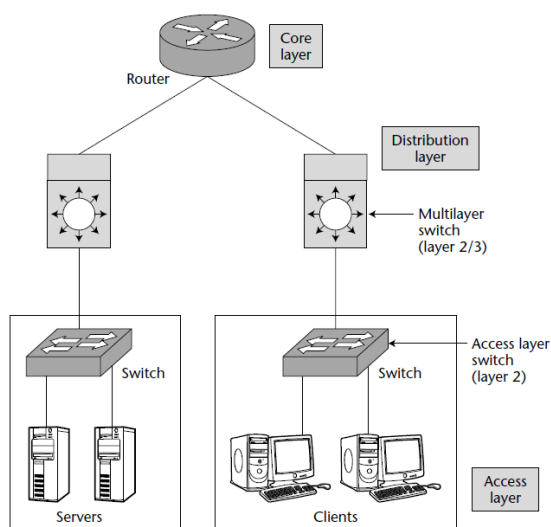 Core
layer
Router
Distribution
layer
Multilayer
switch
(layer 2/3)
Switch
Switch
Access layer
switch
(layer 2)
Servers
Clients
Access
layer